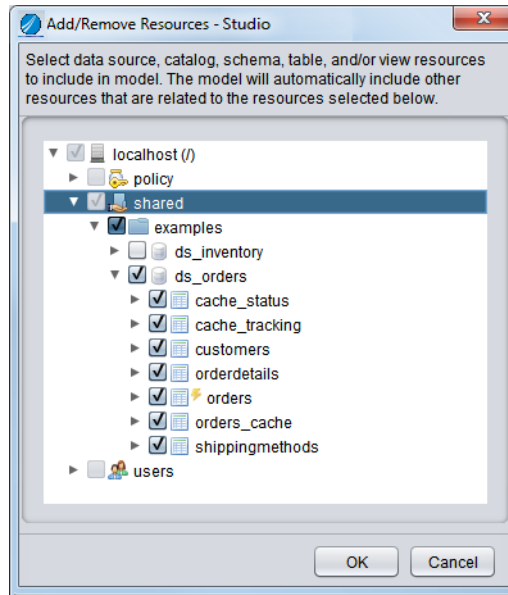 Add/Remove Resources - Studio
Select data source, catalog, schema, table, and/or view resources
to include in model. The model will automatically include other
resources that are related to the resources selected below.
localhost (/)
policy
shared
examples
ds_inventory
ds_orders
cache_status
cache_tracking
customers
orderdetails
orders
orders_cache
shippingmethods
users
OK Cancel